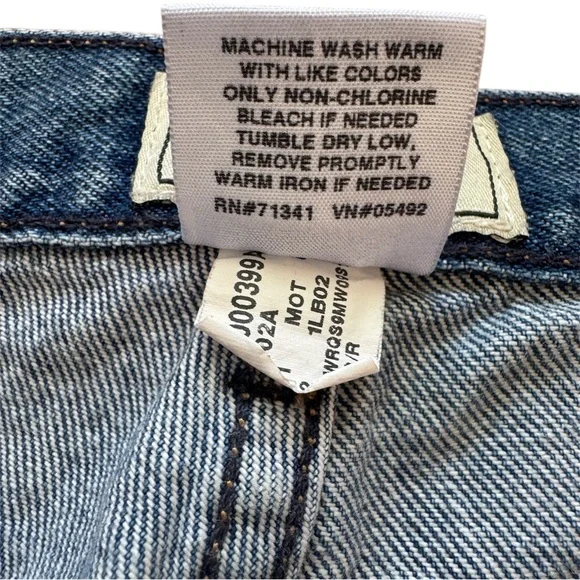 MACHINE WASH WARM
WITH LIKE COLORS
ONLY NON-CHLORINE
BLEACH IF NEEDED
TUMBLE DRY LOW,
REMOVE PROMPTLY
WARM IRON IF NEEDED
RN#71341 VN#05492
02A
MOT
1LB02
/R